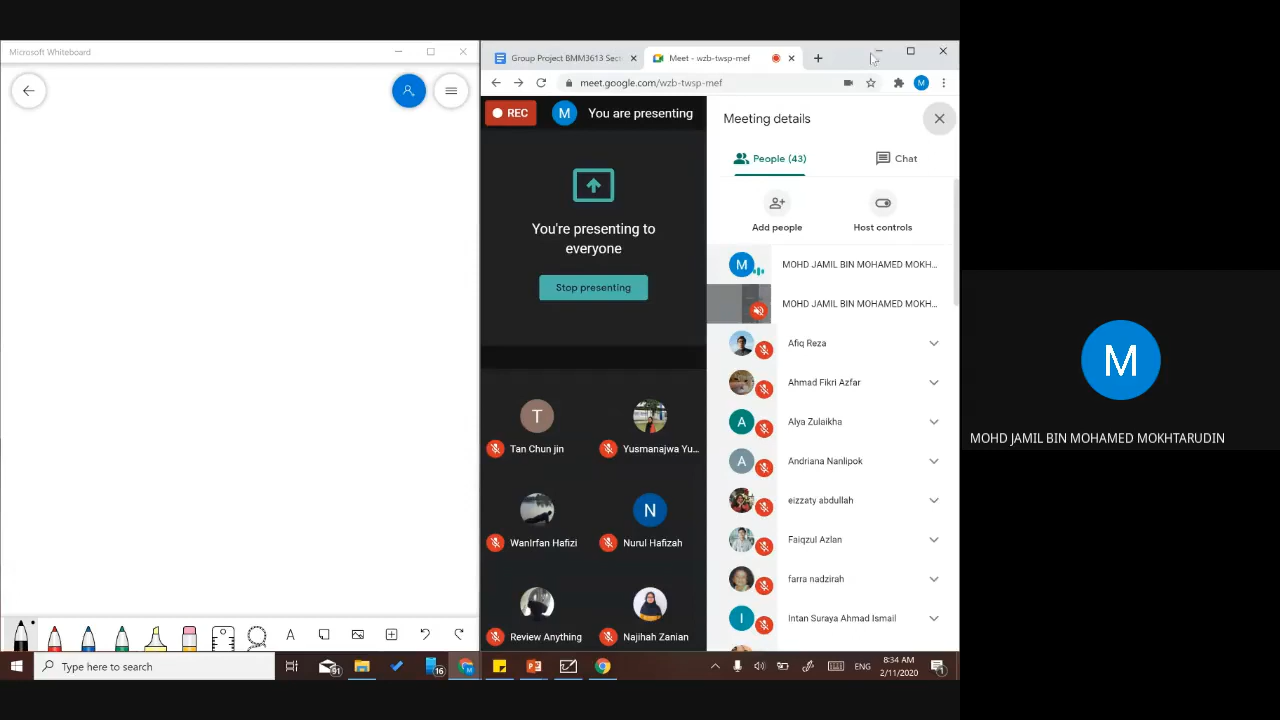 Microsoft Whiteboard
Group Project BMM3613 Sect
Meet - wzb-twsp-mef
meet.google.com/wzb-twsp-mef
M
REC
M
You are presenting
Meeting details
People (43)
Chat
Add people
Host controls
You're presenting to
everyone
Stop presenting
M
MOHD JAMIL BIN MOHAMED MOKH...
MOHD JAMIL BIN MOHAMED MOKH...
Afiq Reza
Ahmad Fikri Azfar
A
Alya Zulaikha
A
Andriana Nanlipok
eizzaty abdullah
Faiqzul Azlan
farra nadzirah
I
Intan Suraya Ahmad Ismail
T
Tan Chun jin
Yusmanajwa Yu...
WanIrfan Hafizi
N
Nurul Hafizah
Review Anything
Najihah Zanian
A
Type here to search
91
16
M
ENG
8:34 AM
2/11/2020
1
M
MOHD JAMIL BIN MOHAMED MOKHTARUDIN